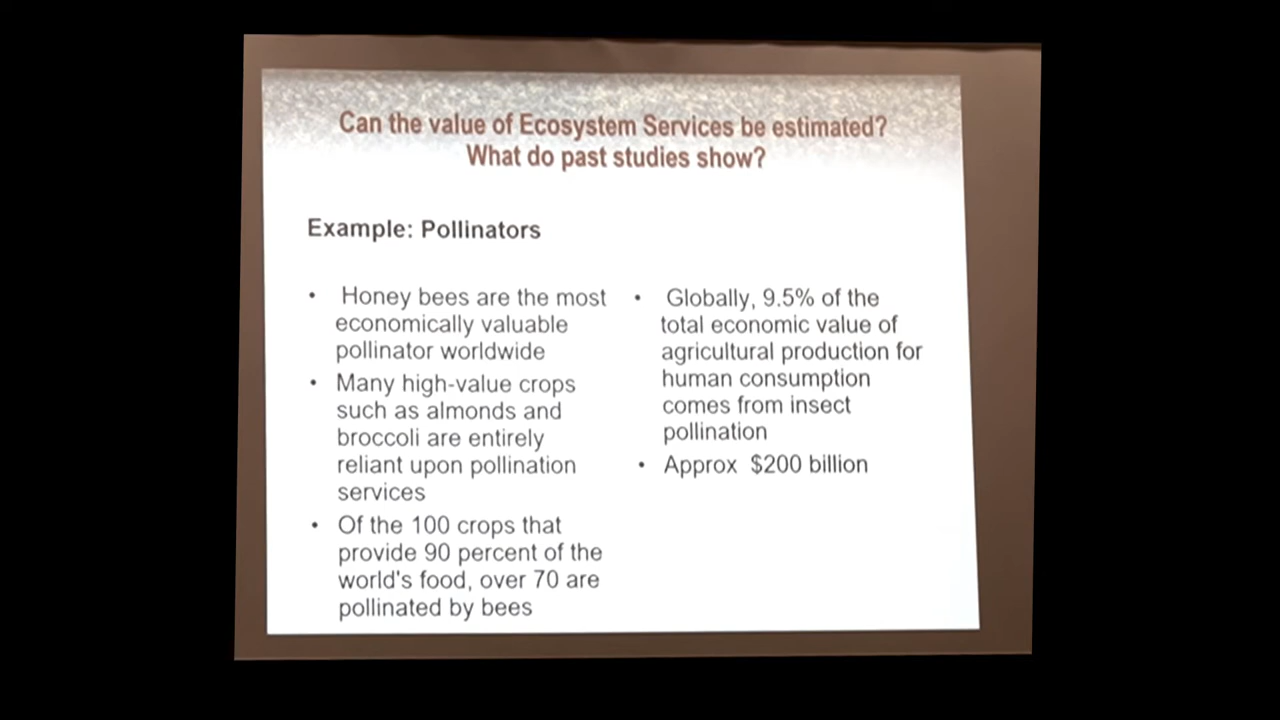 Can the value of Ecosystem Services be estimated?
What do past studies show?
Example: Pollinators
• Honey bees are the most
economically valuable
pollinator worldwide
• Many high-value crops
such as almonds and
broccoli are entirely
reliant upon pollination
services
• Of the 100 crops that
provide 90 percent of the
world's food, over 70 are
pollinated by bees
• Globally, 9.5% of the
total economic value of
agricultural production for
human consumption
comes from insect
pollination
• Approx $200 billion